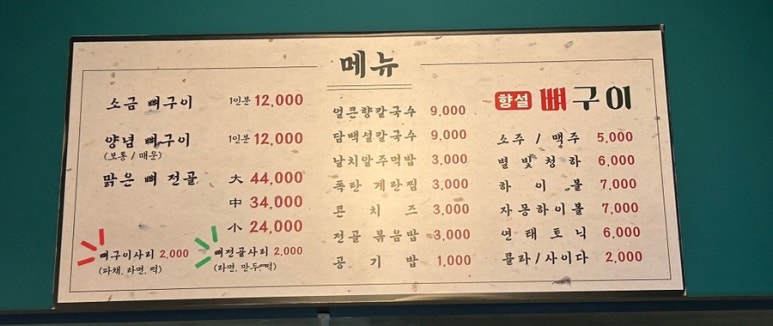 메뉴
소금 뼈구이 1인분 12,000
양념 뼈구이 1인분 12,000
(보통 / 매운)
맑은 뼈 전골 大 44,000
中 34,000
小 24,000
뼈구이사리 2,000
(파채, 라면, 떡)
뼈전골사리 2,000
(라면, 만두, 떡)
얼큰향칼국수 9,000
담백설칼국수 9,000
날치알주먹밥 3,000
폭탄 계란찜 3,000
콘치즈 3,000
전골 볶음밥 3,000
공기밥 1,000
향설 뼈구이
소주 / 맥주 5,000
별빛청하 6,000
하이볼 7,000
자몽하이볼 7,000
연태토닉 6,000
콜라/사이다 2,000